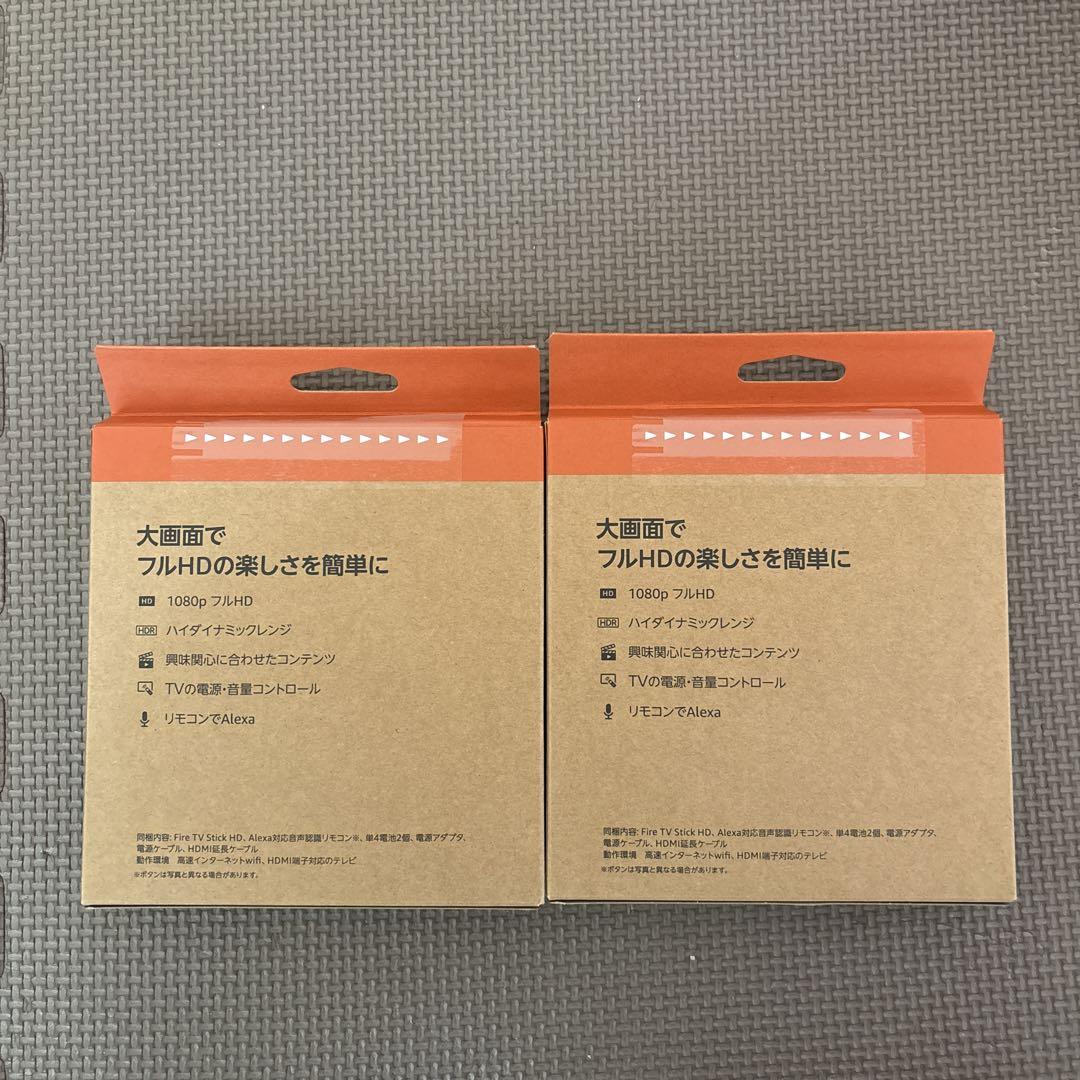 大画面で
フルHDの楽しさを簡単に
HD 1080p フルHD
HDR ハイダイナミックレンジ
興味関心に合わせたコンテンツ
TVの電源・音量コントロール
リモコンでAlexa
同梱内容: Fire TV Stick HD、Alexa対応音声認識リモコン※、単4電池2個、電源アダプタ、
電源ケーブル、HDMI延長ケーブル
動作環境 高速インターネットwifi、HDMI端子対応のテレビ
※ボタンは写真と異なる場合があります。
大画面で
フルHDの楽しさを簡単に
HD 1080p フルHD
HDR ハイダイナミックレンジ
興味関心に合わせたコンテンツ
TVの電源・音量コントロール
リモコンでAlexa
同梱内容: Fire TV Stick HD、Alexa対応音声認識リモコン※、単4電池2個、電源アダプタ、
電源ケーブル、HDMI延長ケーブル
動作環境 高速インターネットwifi、HDMI端子対応のテレビ
※ボタンは写真と異なる場合があります。